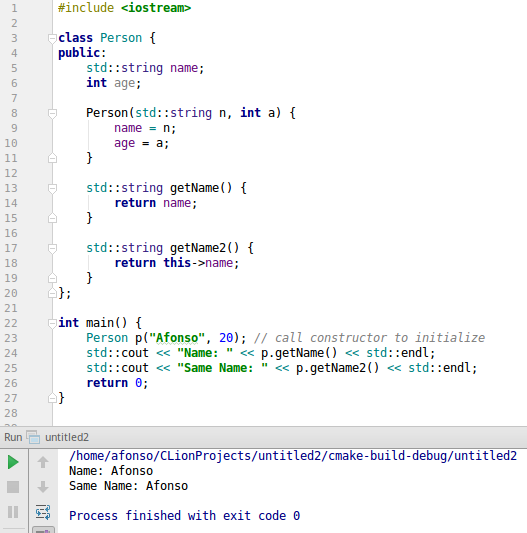 1 #include <iostream>
2
3 class Person {
4 public:
5     std::string name;
6     int age;
7
8     Person(std::string n, int a) {
9         name = n;
10         age = a;
11     }
12
13     std::string getName() {
14         return name;
15     }
16
17     std::string getName2() {
18         return this->name;
19     }
20 };
21
22 int main() {
23     Person p("Afonso", 20); // call constructor to initialize
24     std::cout << "Name: " << p.getName() << std::endl;
25     std::cout << "Same Name: " << p.getName2() << std::endl;
26     return 0;
27 }
28
Run untitled2
/home/afonso/CLionProjects/untitled2/cmake-build-debug/untitled2
Name: Afonso
Same Name: Afonso

Process finished with exit code 0